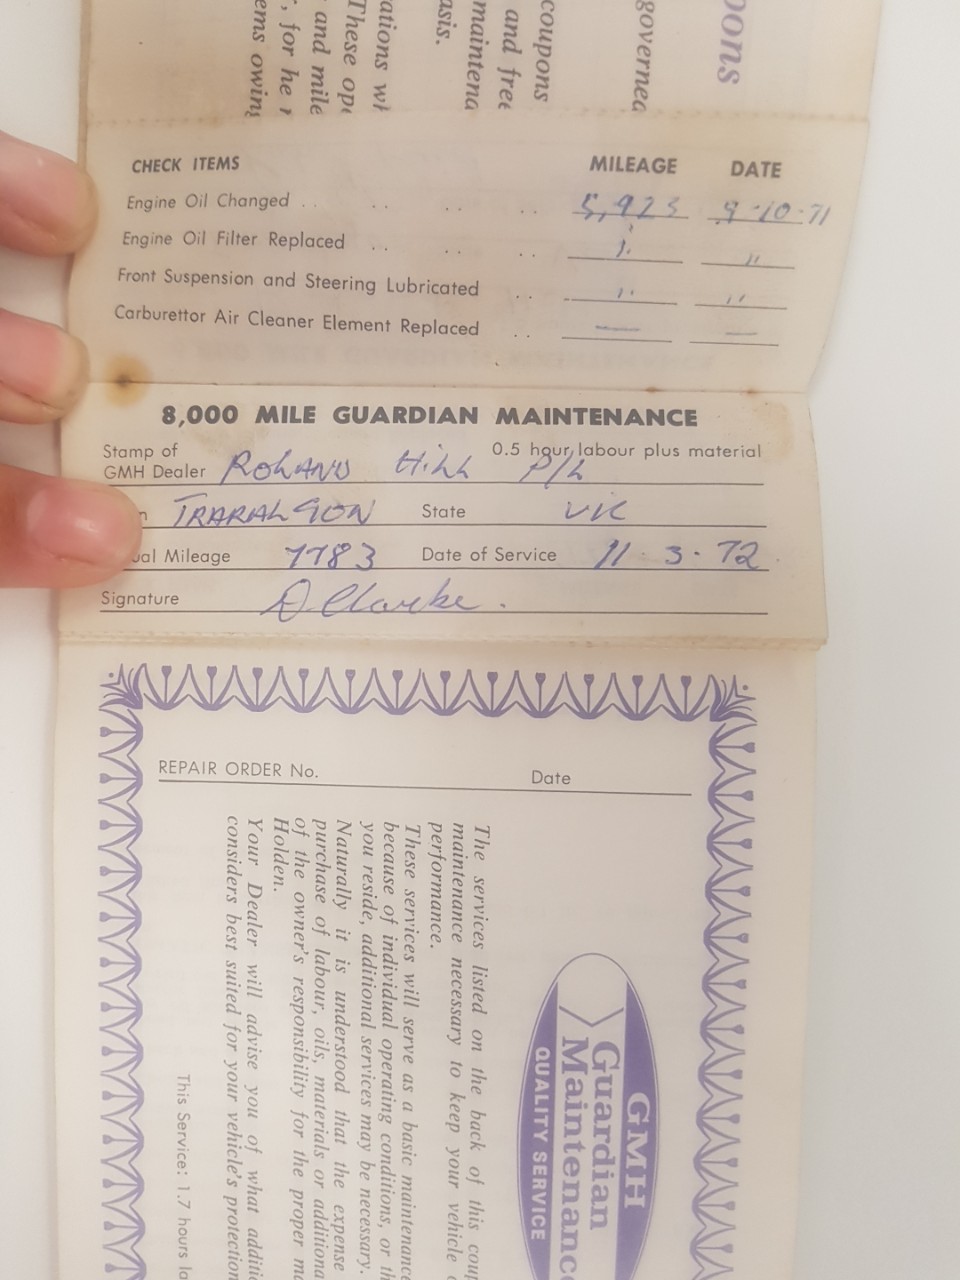 pons
governed
coupons
and free
maintena
asis.
ations wh
These ope
and mile
, for he r
ems owing
CHECK ITEMS MILEAGE DATE
Engine Oil Changed .. .. .. .. 5,923 9·10·71
Engine Oil Filter Replaced .. .. .. " "
Front Suspension and Steering Lubricated .. " "
Carburettor Air Cleaner Element Replaced .. — —
8,000 MILE GUARDIAN MAINTENANCE
Stamp of 0.5 hour labour plus material
GMH Dealer ROLAND HILL P/L
n TRARALGON State VIC
ual Mileage 7783 Date of Service 11·3·72
Signature D Clarke.
REPAIR ORDER No. Date
GMH
Guardian
Maintenanc
QUALITY SERVICE
The services listed on the back of this coup
maintenance necessary to keep your vehicle
performance.
These services will serve as a basic maintenance
because of individual operating conditions, or th
you reside, additional services may be necessary.
Naturally it is understood that the expense
purchase of labour, oils, materials or additiona
of the owner's responsibility for the proper ma
Holden.
Your Dealer will advise you of what additi
considers best suited for your vehicle's protection
This Service: 1.7 hours la